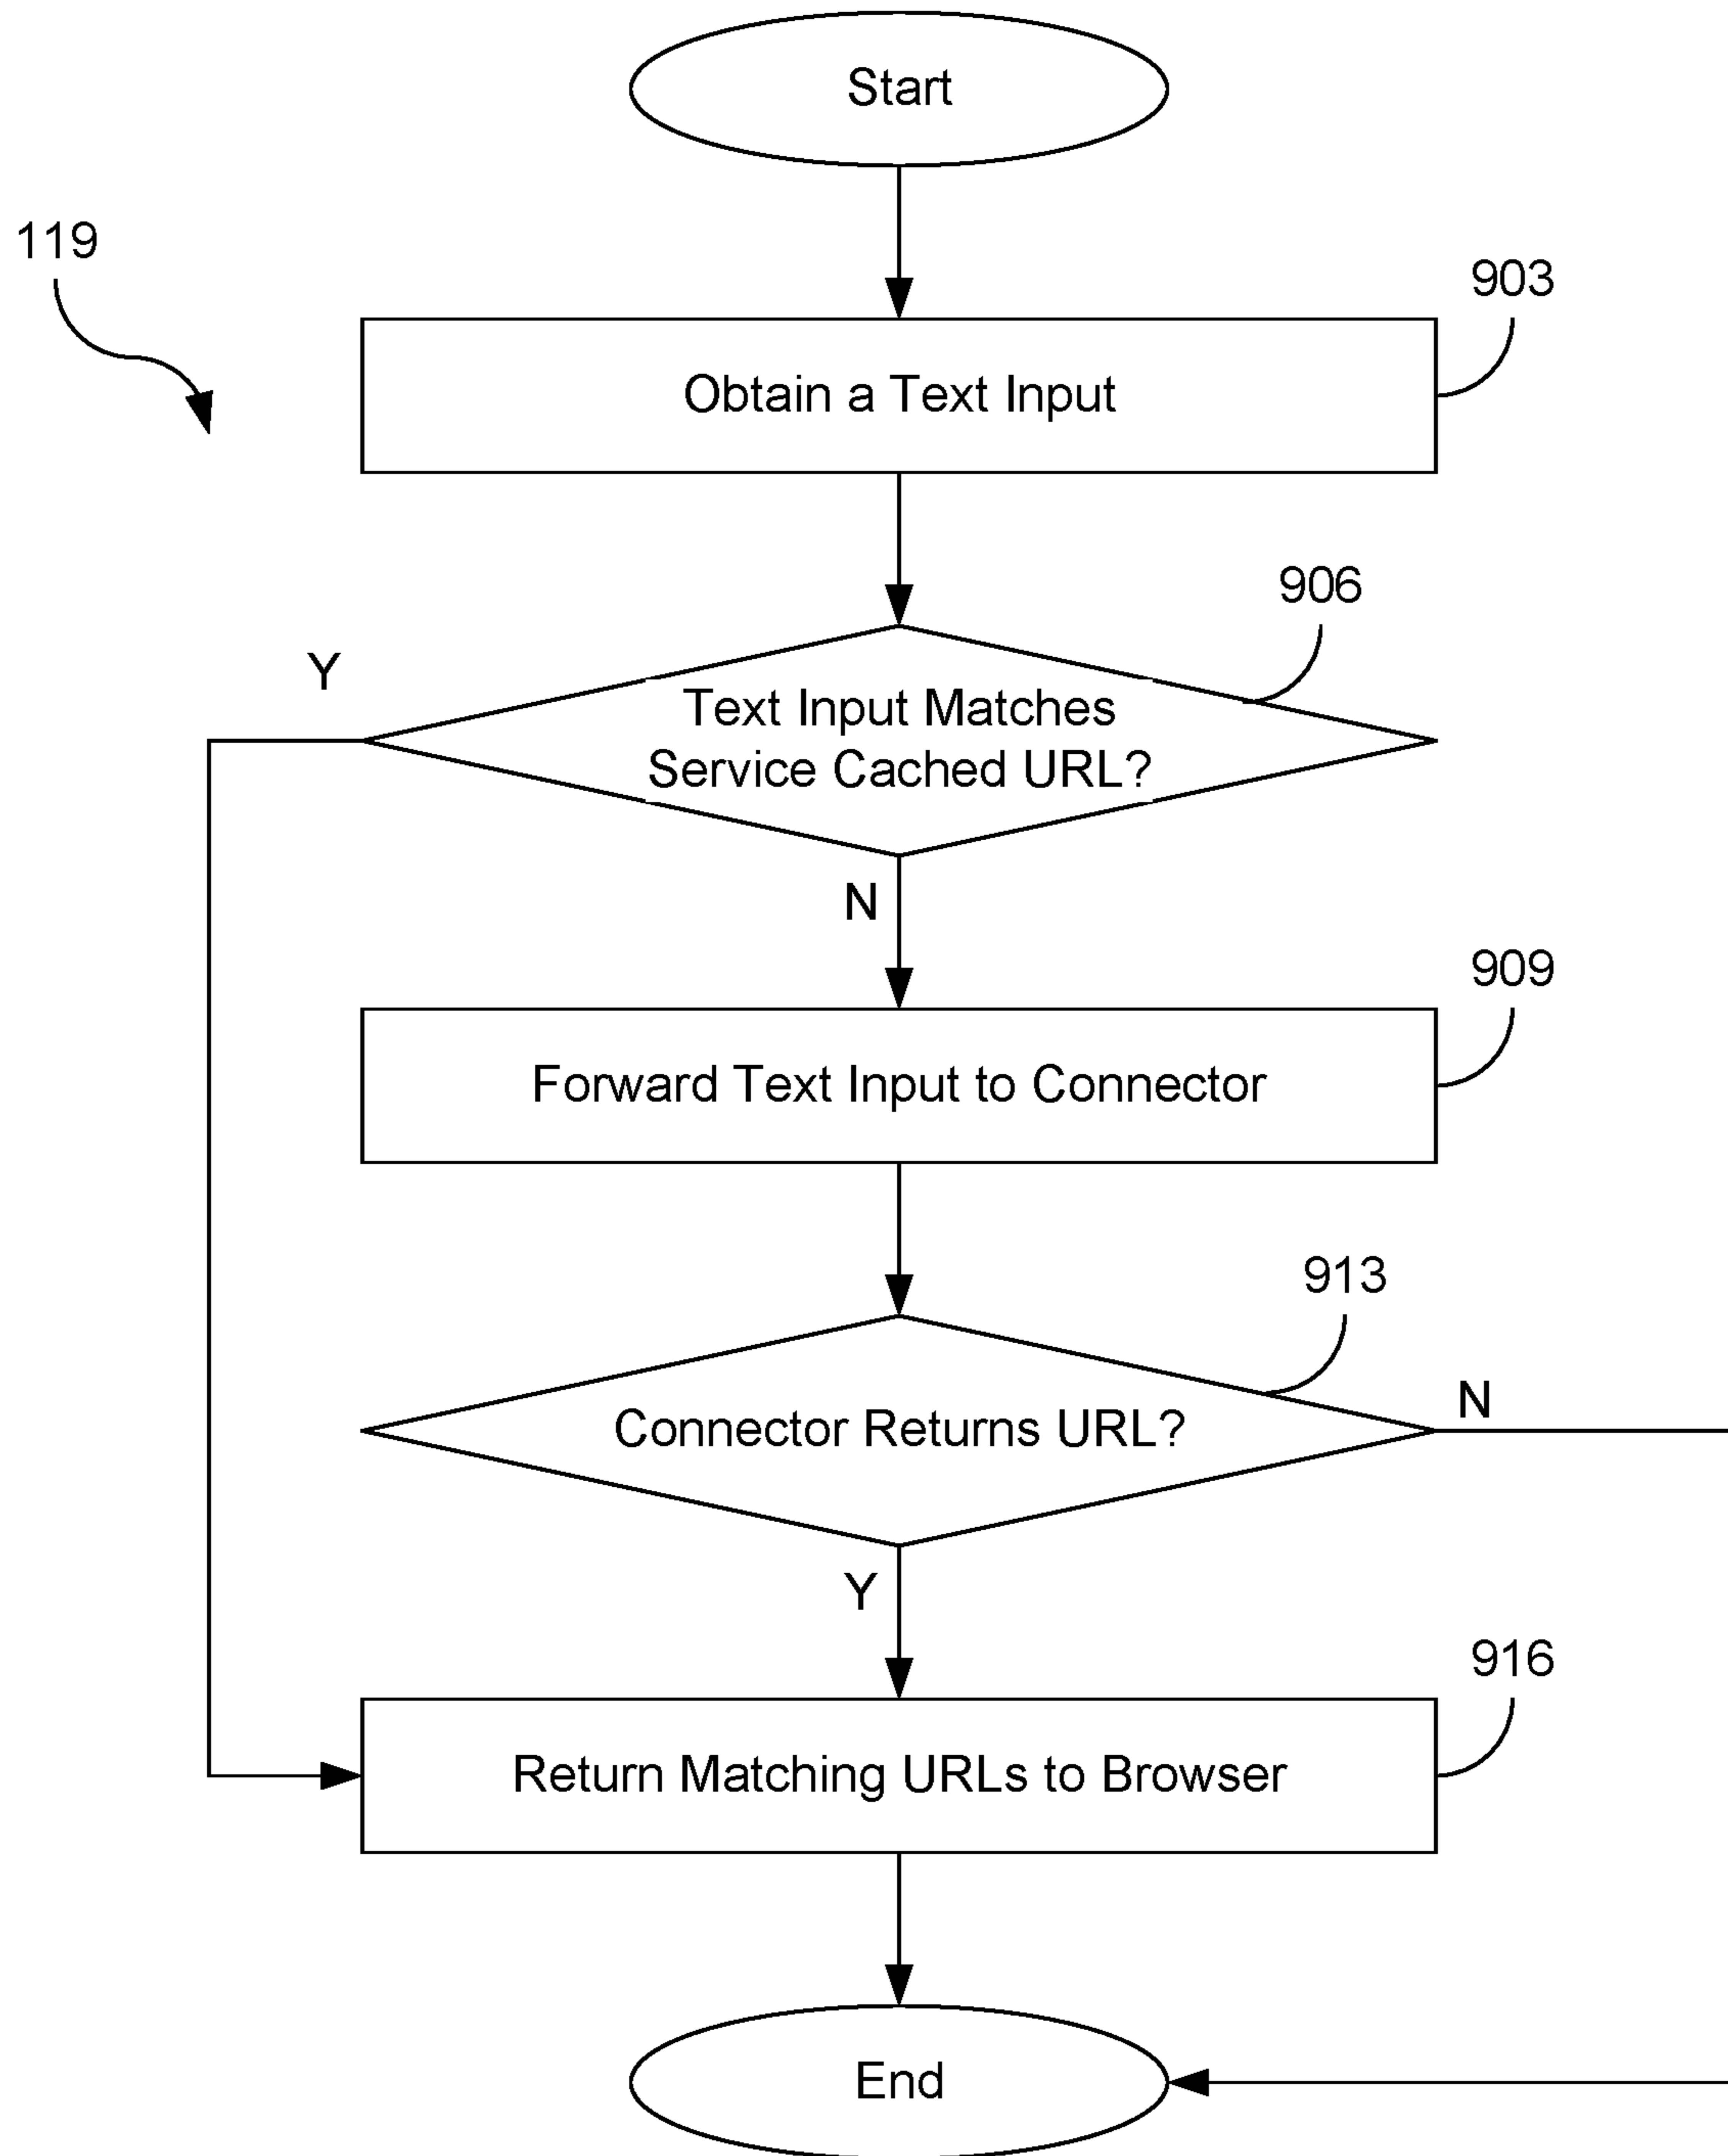 Start
119
903
Obtain a Text Input
906
Y
Text Input Matches
Service Cached URL?
N
909
Forward Text Input to Connector
913
N
Connector Returns URL?
Y
916
Return Matching URLs to Browser
End